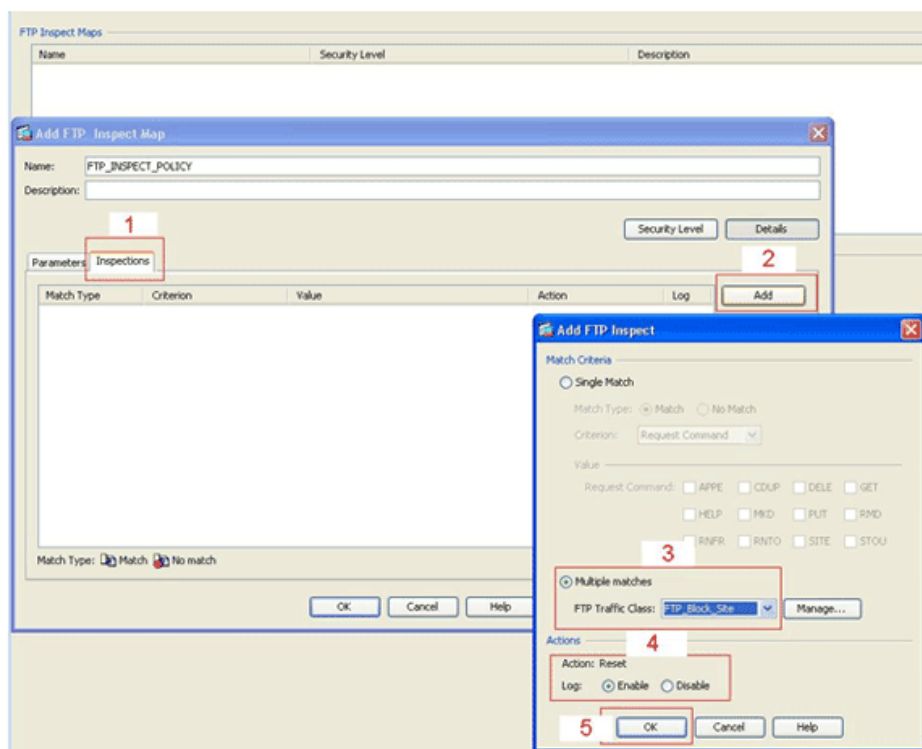 FTP Inspect Maps
Name Security Level Description
Add FTP Inspect Map
Name: FTP_INSPECT_POLICY
Description:
1
Security Level Details
Parameters Inspections
2
Match Type Criterion Value Action Log Add
Add FTP Inspect
Match Criteria
Single Match
Match Type: Match No Match
Criterion: Request Command
Value
Request Command: APPE CDUP DELE GET
HELP MKD PUT RMD
RNFR RNTO SITE STOU
3
Match Type: Match No match
Multiple matches
FTP Traffic Class: FTP_Block_Site Manage...
OK Cancel Help
Actions
4
Action: Reset
Log: Enable Disable
5
OK Cancel Help